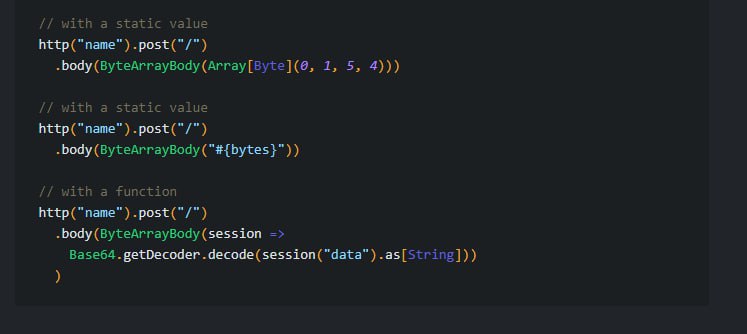 // with a static value
http("name").post("/")
  .body(ByteArrayBody(Array[Byte](0, 1, 5, 4)))

// with a static value
http("name").post("/")
  .body(ByteArrayBody("#{bytes}"))

// with a function
http("name").post("/")
  .body(ByteArrayBody(session =>
    Base64.getDecoder.decode(session("data").as[String]))
  )